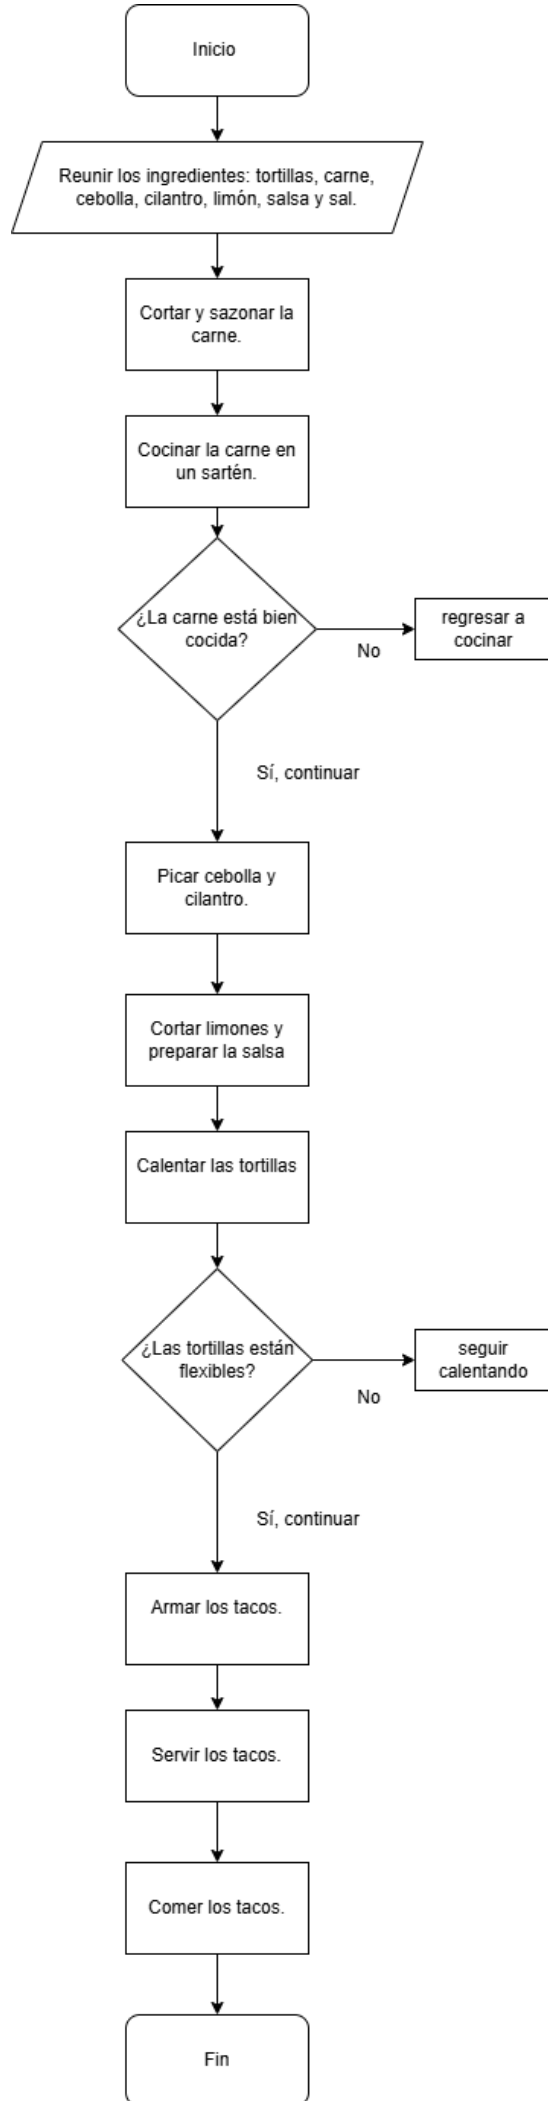 Inicio
Reunir los ingredientes: tortillas, carne,
cebolla, cilantro, limón, salsa y sal.
Cortar y sazonar la
carne.
Cocinar la carne en
un sartén.
¿La carne está bien
cocida?
No
regresar a
cocinar
Sí, continuar
Picar cebolla y
cilantro.
Cortar limones y
preparar la salsa
Calentar las tortillas
¿Las tortillas están
flexibles?
No
seguir
calentando
Sí, continuar
Armar los tacos.
Servir los tacos.
Comer los tacos.
Fin